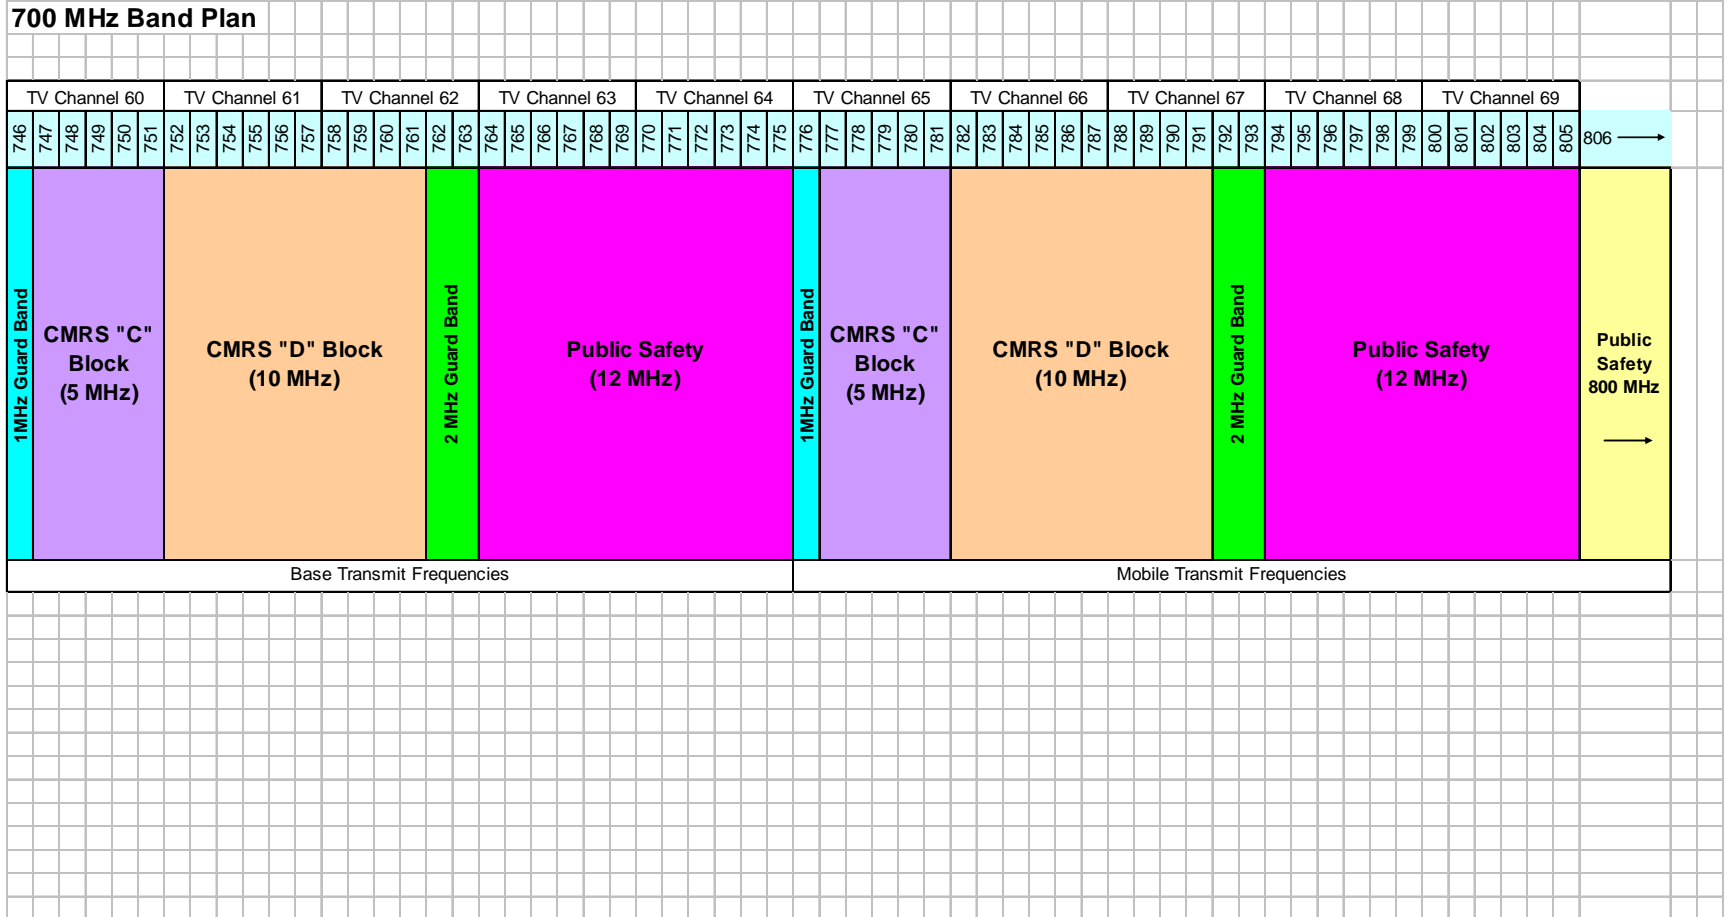 700 MHz Band Plan
TV Channel 60 TV Channel 61 TV Channel 62 TV Channel 63 TV Channel 64 TV Channel 65 TV Channel 66 TV Channel 67 TV Channel 68 TV Channel 69
746 747 748 749 750 751 752 753 754 755 756 757 758 759 760 761 762 763 764 765 766 767 768 769 770 771 772 773 774 775 776 777 778 779 780 781 782 783 784 785 786 787 788 789 790 791 792 793 794 795 796 797 798 799 800 801 802 803 804 805 806
1MHz Guard Band
CMRS "C"
Block
(5 MHz)
CMRS "D" Block
(10 MHz)
2 MHz Guard Band
Public Safety
(12 MHz)
1MHz Guard Band
CMRS "C"
Block
(5 MHz)
CMRS "D" Block
(10 MHz)
2 MHz Guard Band
Public Safety
(12 MHz)
Public
Safety
800 MHz
Base Transmit Frequencies Mobile Transmit Frequencies